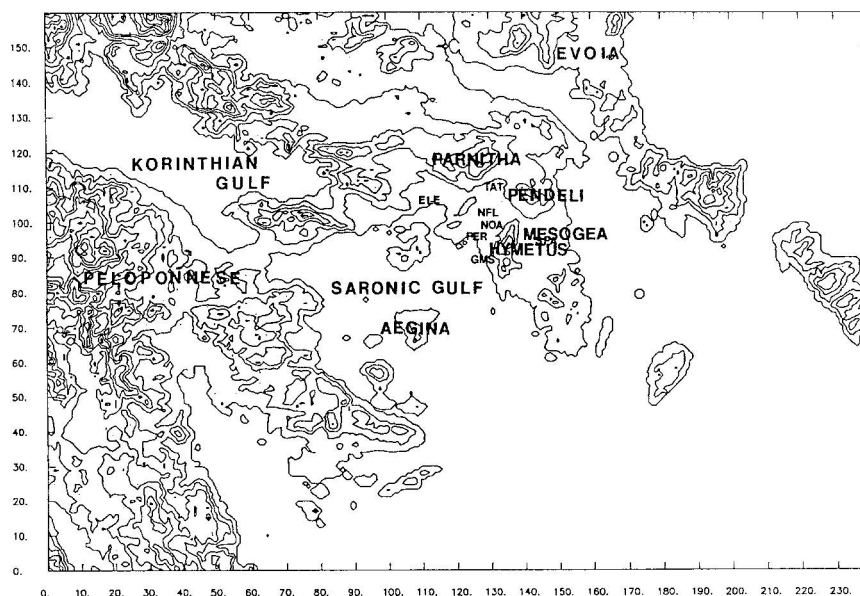 160.
150.
EVOIA
140.
130.
120.
KORINTHIAN
GULF
PARNITHA
110.
TAT
PENDELI
ELE
100.
NFL
NOA
PER
MESOGEA
90.
HYMETUS
GMS
PELOPONNESE
80.
SARONIC GULF
70.
AEGINA
60.
50.
40.
30.
20.
10.
0.
0. 10. 20. 30. 40. 50. 60. 70. 80. 90. 100. 110. 120. 130. 140. 150. 160. 170. 180. 190. 200. 210. 220. 230.